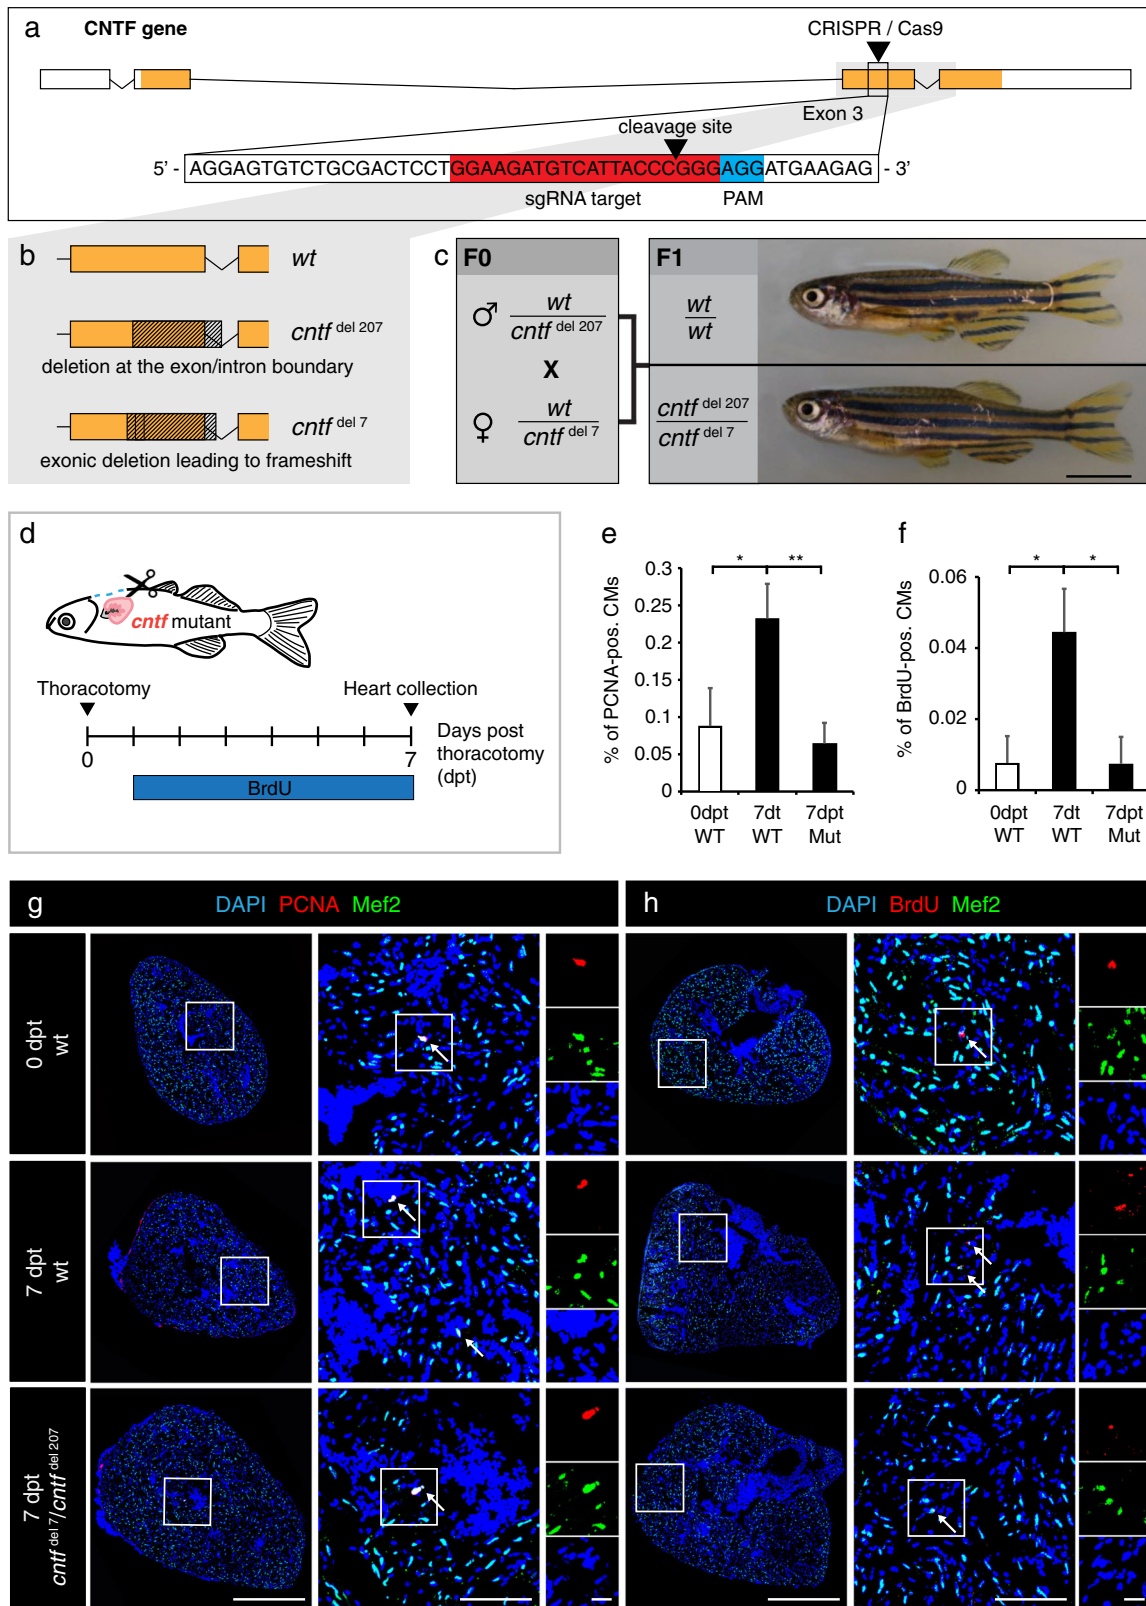 a
CNTF gene
CRISPR / Cas9
Exon 3
cleavage site
5' - AGGAGTGTCTGCGACTCCTGGAAGATGTCATTACCCGGGAGGATGAAGAG - 3'
sgRNA target
PAM
b
wt
cntf del 207
deletion at the exon/intron boundary
cntf del 7
exonic deletion leading to frameshift
c
F0
♂ wt
cntf del 207
X
♀ wt
cntf del 7
F1
wt
wt
cntf del 207
cntf del 7
d
cntf mutant
Thoracotomy
Heart collection
0
7
Days post
thoracotomy
(dpt)
BrdU
e
* **
% of PCNA-pos. CMs
0.3
0.25
0.2
0.15
0.1
0.05
0
0dpt
WT
7dt
WT
7dpt
Mut
f
* *
% of BrdU-pos. CMs
0.06
0.04
0.02
0
0dpt
WT
7dt
WT
7dpt
Mut
g
DAPI PCNA Mef2
h
DAPI BrdU Mef2
0 dpt
wt
7 dpt
wt
7 dpt
cntf del 7/cntf del 207